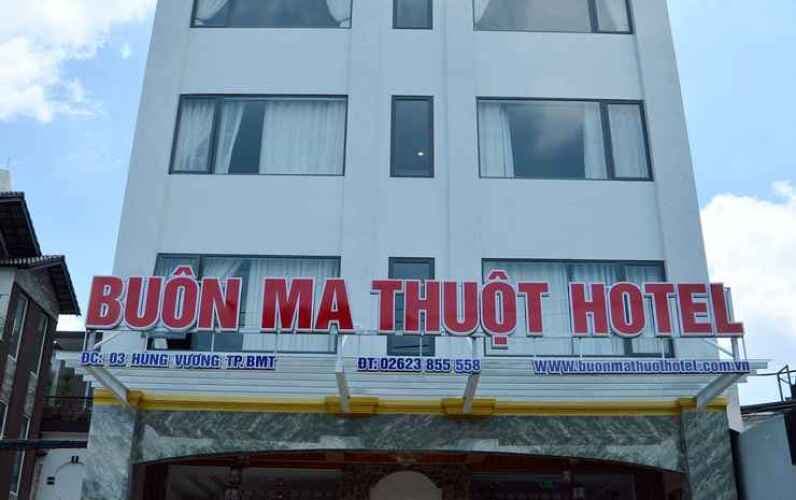 BUÔN MA THUỘT HOTEL
ĐC: 03 HÙNG VƯƠNG TP.BMT ĐT: 02623 855 558 www.buonmathuothotel.com.vn